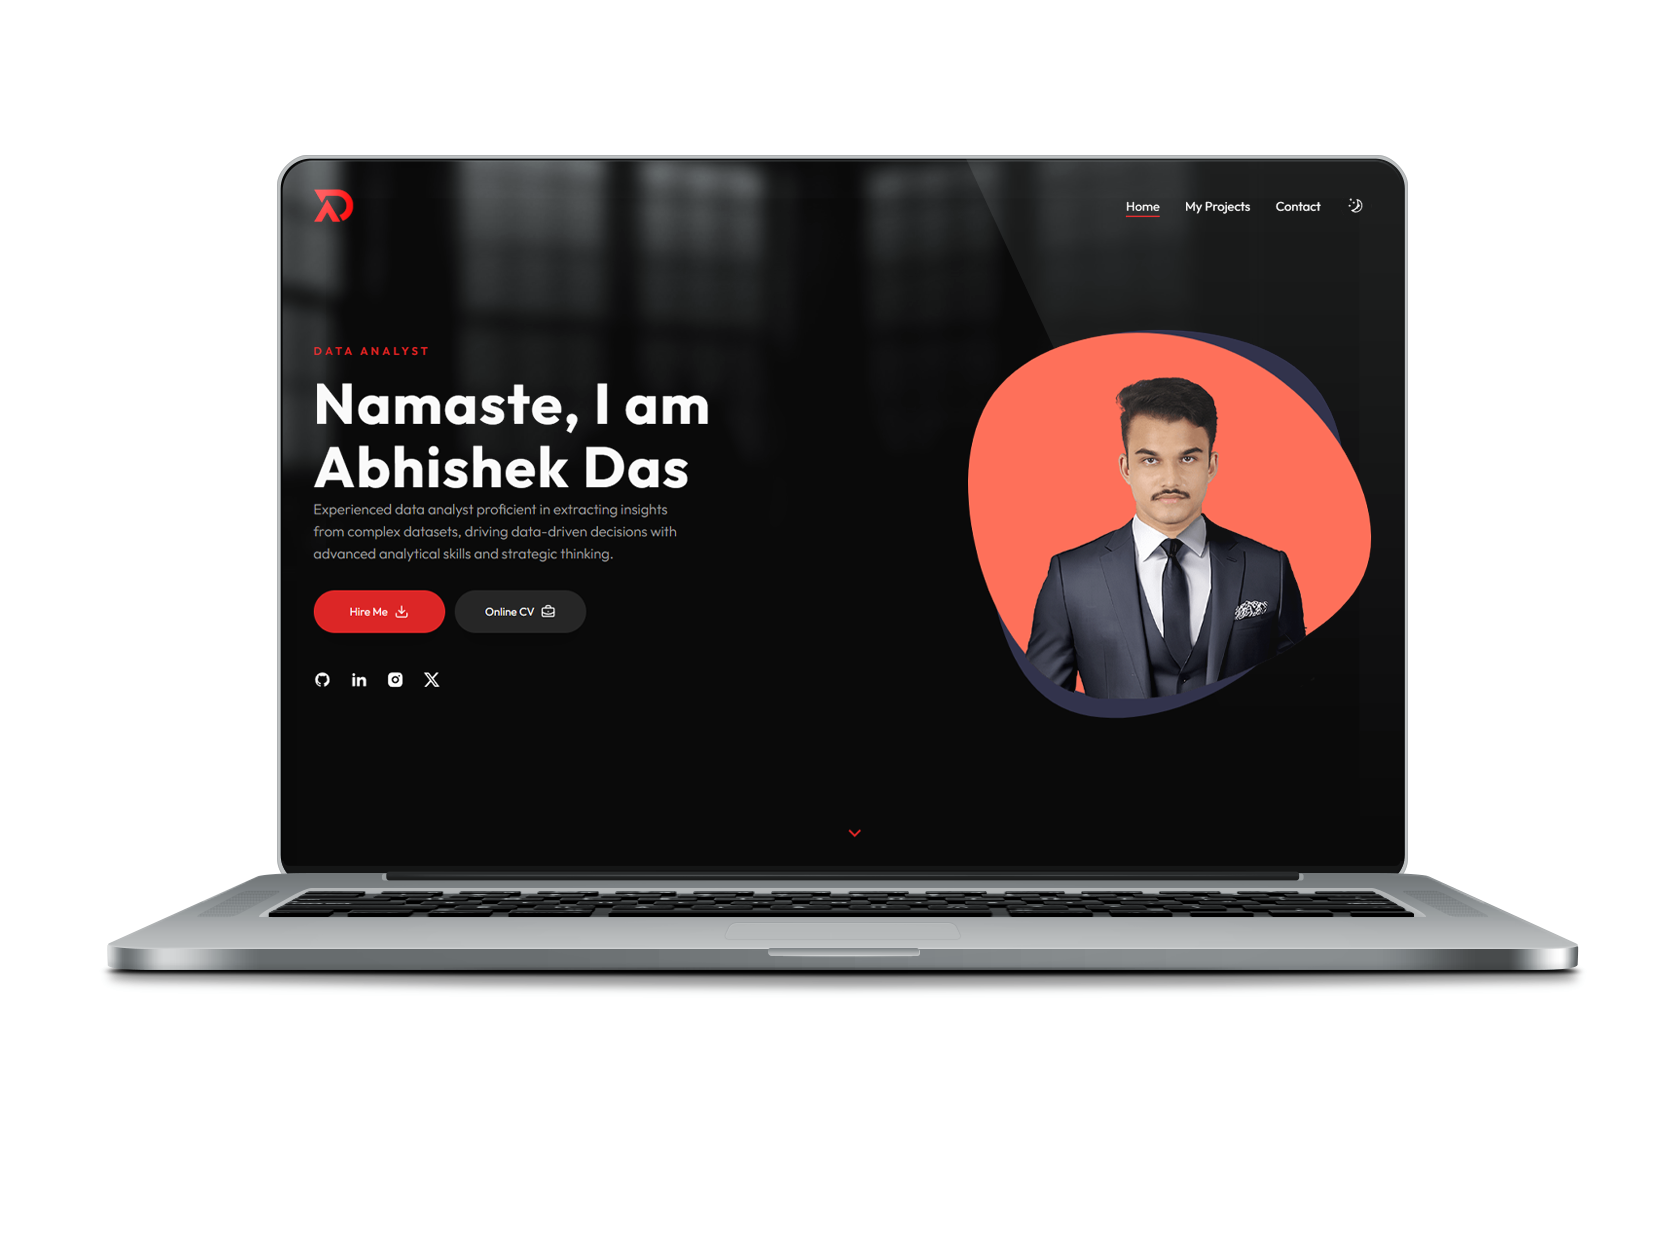 Home My Projects Contact
DATA ANALYST
Namaste, I am
Abhishek Das
Experienced data analyst proficient in extracting insights
from complex datasets, driving data-driven decisions with
advanced analytical skills and strategic thinking.
Hire Me Online CV